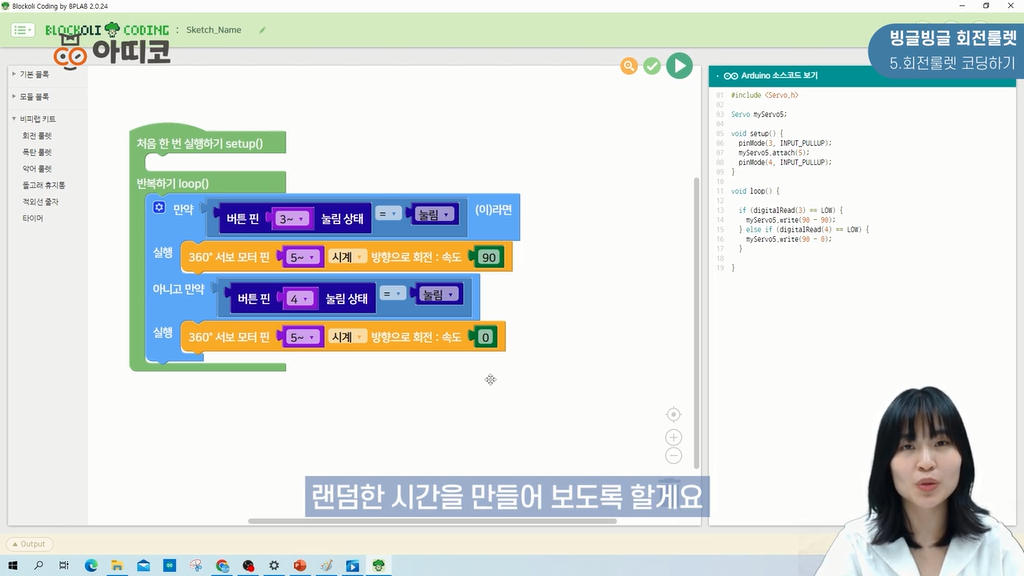 Blockoli Coding by BPLAB 2.0.24
BLOCKOLI CODING : Sketch_Name
아띠코
빙글빙글 회전룰렛
5.회전룰렛 코딩하기
기본 블록
모듈 블록
비피랩 키트
회전 룰렛
폭탄 룰렛
악어 룰렛
돌고래 휴지통
적외선 줄자
타이머
처음 한 번 실행하기 setup()
반복하기 loop()
만약 버튼 핀 3~ 눌림 상태 = 눌림 (이)라면
실행 360° 서보 모터 핀 5~ 시계 방향으로 회전 : 속도 90
아니고 만약 버튼 핀 4 눌림 상태 = 눌림
실행 360° 서보 모터 핀 5~ 시계 방향으로 회전 : 속도 0
Arduino 소스코드 보기
01 #include <Servo.h>
02
03 Servo myServo5;
04
05 void setup() {
06 pinMode(3, INPUT_PULLUP);
07 myServo5.attach(5);
08 pinMode(4, INPUT_PULLUP);
09 }
10
11 void loop() {
12
13 if (digitalRead(3) == LOW) {
14 myServo5.write(90 - 90);
15 } else if (digitalRead(4) == LOW) {
16 myServo5.write(90 - 0);
17 }
18
19 }
랜덤한 시간을 만들어 보도록 할게요
Output